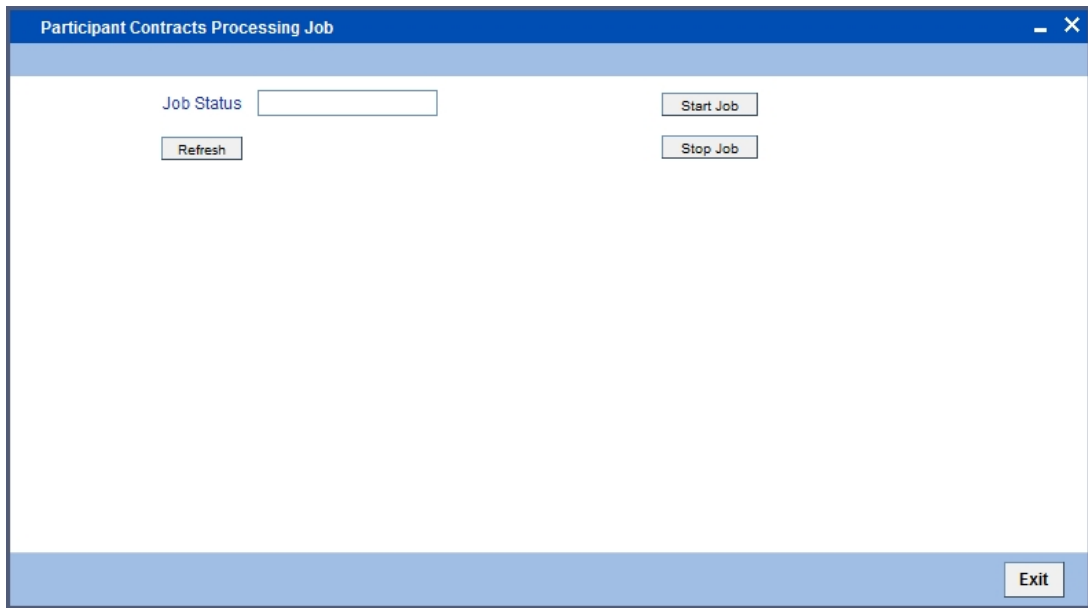 Participant Contracts Processing Job
Job Status
Start Job
Refresh
Stop Job
Exit